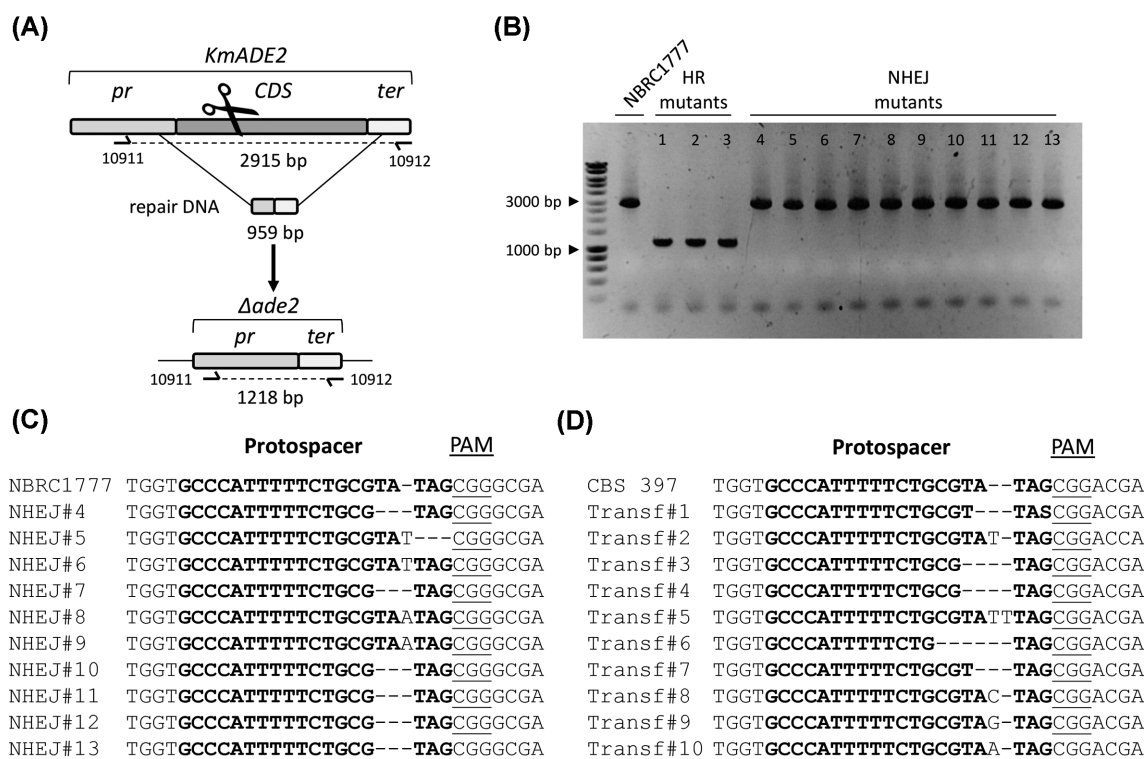 (A)
KmADE2
pr CDS ter
10911 2915 bp 10912
repair DNA
959 bp
Δade2
pr ter
10911 1218 bp 10912
(B)
NBRC1777
HR mutants
NHEJ mutants
1 2 3 4 5 6 7 8 9 10 11 12 13
3000 bp
1000 bp
(C)
Protospacer PAM
NBRC1777 TGGTGCCCATTTTTCTGCGTA-TAGCGGGCGA
NHEJ#4 TGGTGCCCATTTTTCTGCG---TAGCGGGCGA
NHEJ#5 TGGTGCCCATTTTTCTGCGTAT---CGGGCGA
NHEJ#6 TGGTGCCCATTTTTCTGCGTATTAGCGGGCGA
NHEJ#7 TGGTGCCCATTTTTCTGCG---TAGCGGGCGA
NHEJ#8 TGGTGCCCATTTTTCTGCGTAATAGCGGGCGA
NHEJ#9 TGGTGCCCATTTTTCTGCGTAATAGCGGGCGA
NHEJ#10 TGGTGCCCATTTTTCTGCG---TAGCGGGCGA
NHEJ#11 TGGTGCCCATTTTTCTGCG---TAGCGGGCGA
NHEJ#12 TGGTGCCCATTTTTCTGCG---TAGCGGGCGA
NHEJ#13 TGGTGCCCATTTTTCTGCG---TAGCGGGCGA
(D)
Protospacer PAM
CBS 397 TGGTGCCCATTTTTCTGCGTA--TAGCGGACGA
Transf#1 TGGTGCCCATTTTTCTGCGT---TASCGGACGA
Transf#2 TGGTGCCCATTTTTCTGCGTAT-TAGCGGACCA
Transf#3 TGGTGCCCATTTTTCTGCG----TAGCGGACGA
Transf#4 TGGTGCCCATTTTTCTGCG----TAGCGGACGA
Transf#5 TGGTGCCCATTTTTCTGCGTATTTAGCGGACGA
Transf#6 TGGTGCCCATTTTTCTG------TAGCGGACGA
Transf#7 TGGTGCCCATTTTTCTGCGT---TAGCGGACGA
Transf#8 TGGTGCCCATTTTTCTGCGTAC-TAGCGGACGA
Transf#9 TGGTGCCCATTTTTCTGCGTAG-TAGCGGACGA
Transf#10 TGGTGCCCATTTTTCTGCGTAA-TAGCGGACGA